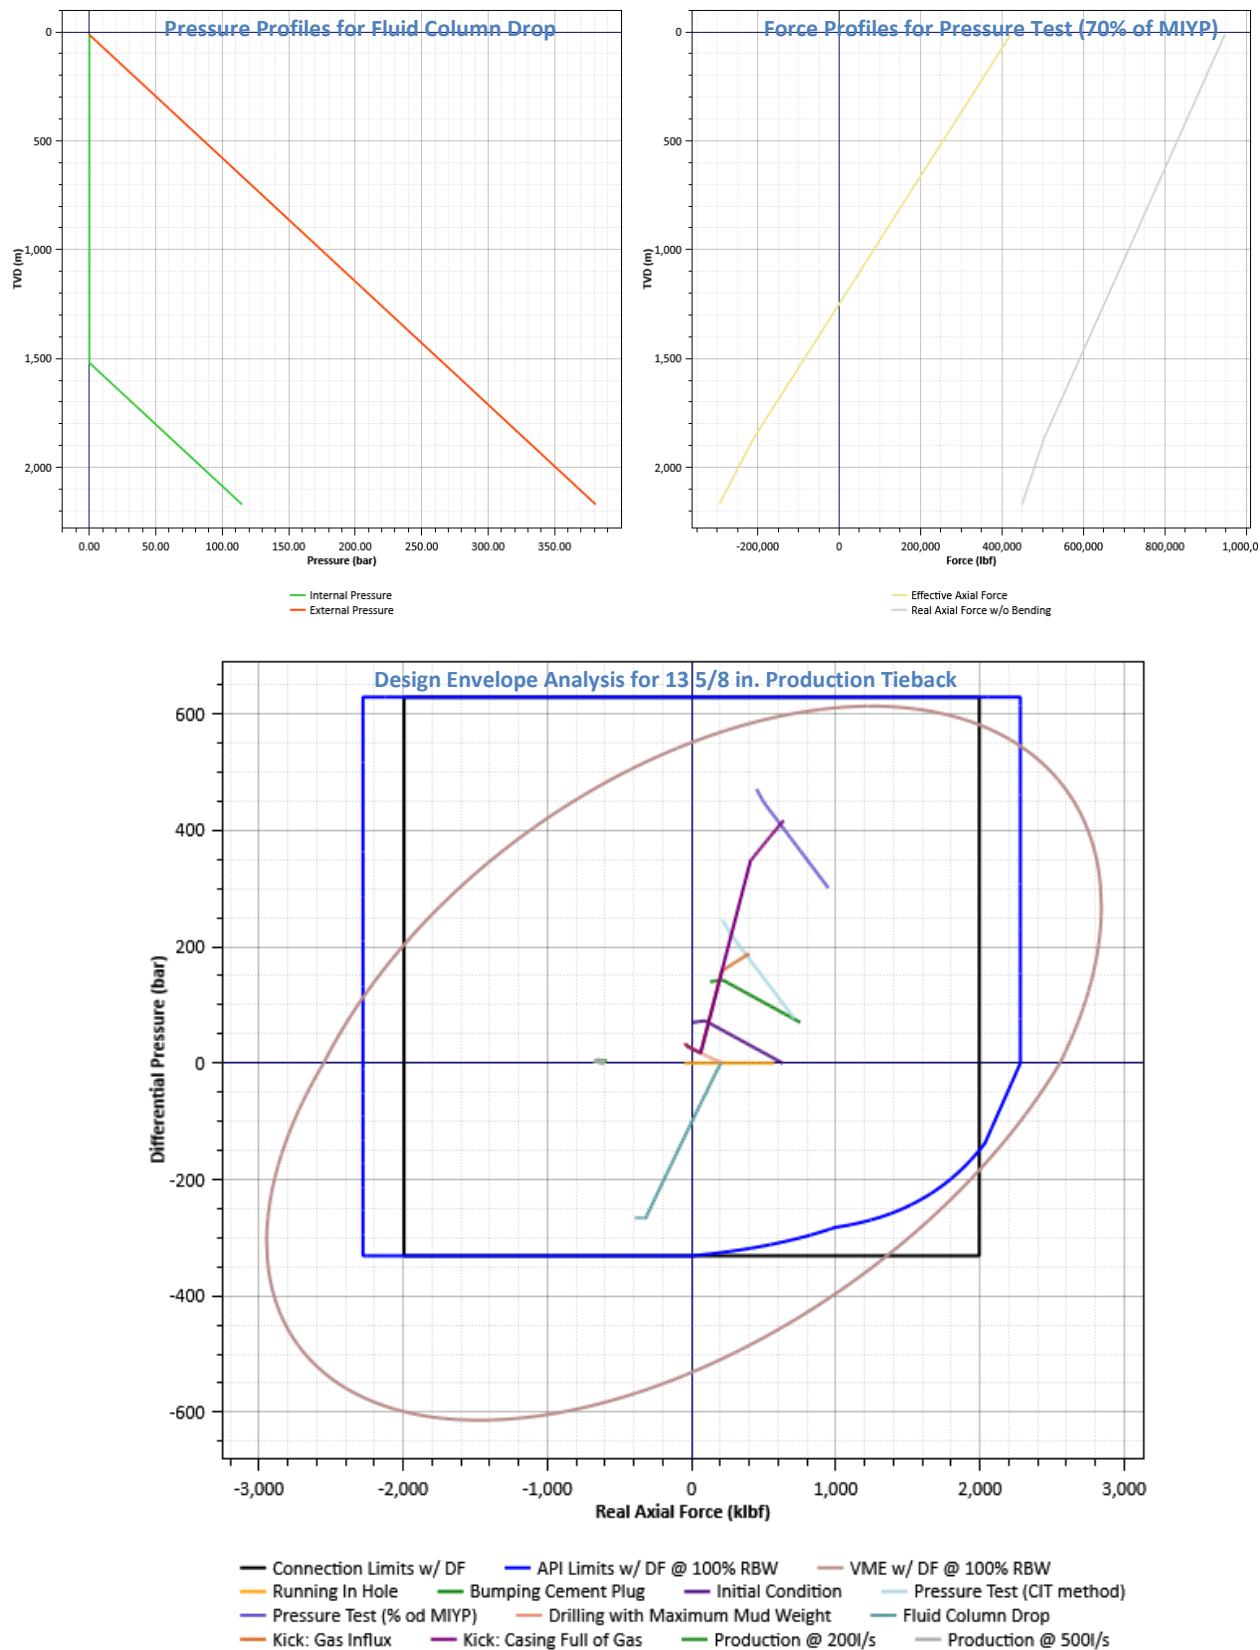 Pressure Profiles for Fluid Column Drop
0
500
1,000
1,500
2,000
TVD (m)
0.00 50.00 100.00 150.00 200.00 250.00 300.00 350.00
Pressure (bar)
Internal Pressure
External Pressure
Force Profiles for Pressure Test (70% of MIYP)
0
500
1,000
1,500
2,000
TVD (m)
-200,000 0 200,000 400,000 600,000 800,000 1,000,0
Force (lbf)
Effective Axial Force
Real Axial Force w/o Bending
Design Envelope Analysis for 13 5/8 in. Production Tieback
600
400
200
0
-200
-400
-600
Differential Pressure (bar)
-3,000 -2,000 -1,000 0 1,000 2,000 3,000
Real Axial Force (klbf)
Connection Limits w/ DF API Limits w/ DF @ 100% RBW VME w/ DF @ 100% RBW
Running In Hole Bumping Cement Plug Initial Condition Pressure Test (CIT method)
Pressure Test (% od MIYP) Drilling with Maximum Mud Weight Fluid Column Drop
Kick: Gas Influx Kick: Casing Full of Gas Production @ 200l/s Production @ 500l/s